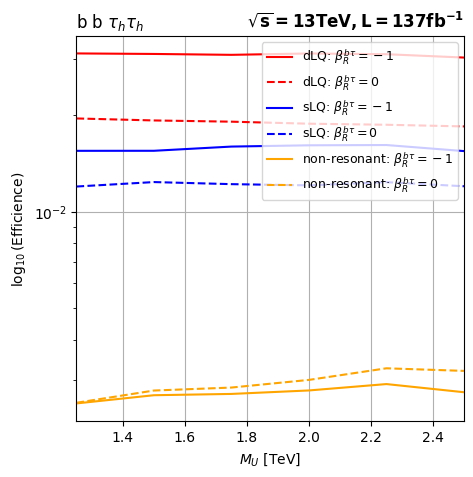 b b τₕτₕ √s = 13TeV, L = 137fb⁻¹
dLQ: β_R^{bτ} = −1
dLQ: β_R^{bτ} = 0
sLQ: β_R^{bτ} = −1
sLQ: β_R^{bτ} = 0
non-resonant: β_R^{bτ} = −1
non-resonant: β_R^{bτ} = 0
log₁₀(Efficience)
10⁻²
1.4 1.6 1.8 2.0 2.2 2.4
M_U [TeV]